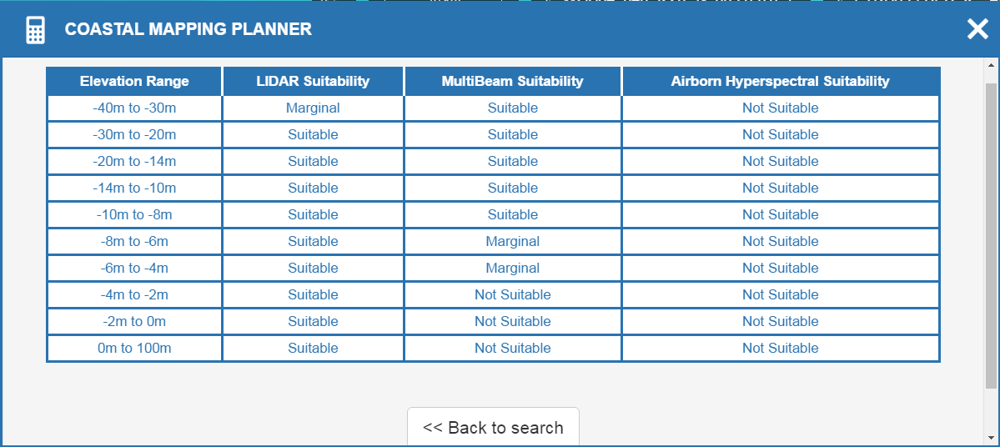 COASTAL MAPPING PLANNER
Elevation Range LIDAR Suitability MultiBeam Suitability Airborn Hyperspectral Suitability
-40m to -30m Marginal Suitable Not Suitable
-30m to -20m Suitable Suitable Not Suitable
-20m to -14m Suitable Suitable Not Suitable
-14m to -10m Suitable Suitable Not Suitable
-10m to -8m Suitable Suitable Not Suitable
-8m to -6m Suitable Marginal Not Suitable
-6m to -4m Suitable Marginal Not Suitable
-4m to -2m Suitable Not Suitable Not Suitable
-2m to 0m Suitable Not Suitable Not Suitable
0m to 100m Suitable Not Suitable Not Suitable
<< Back to search